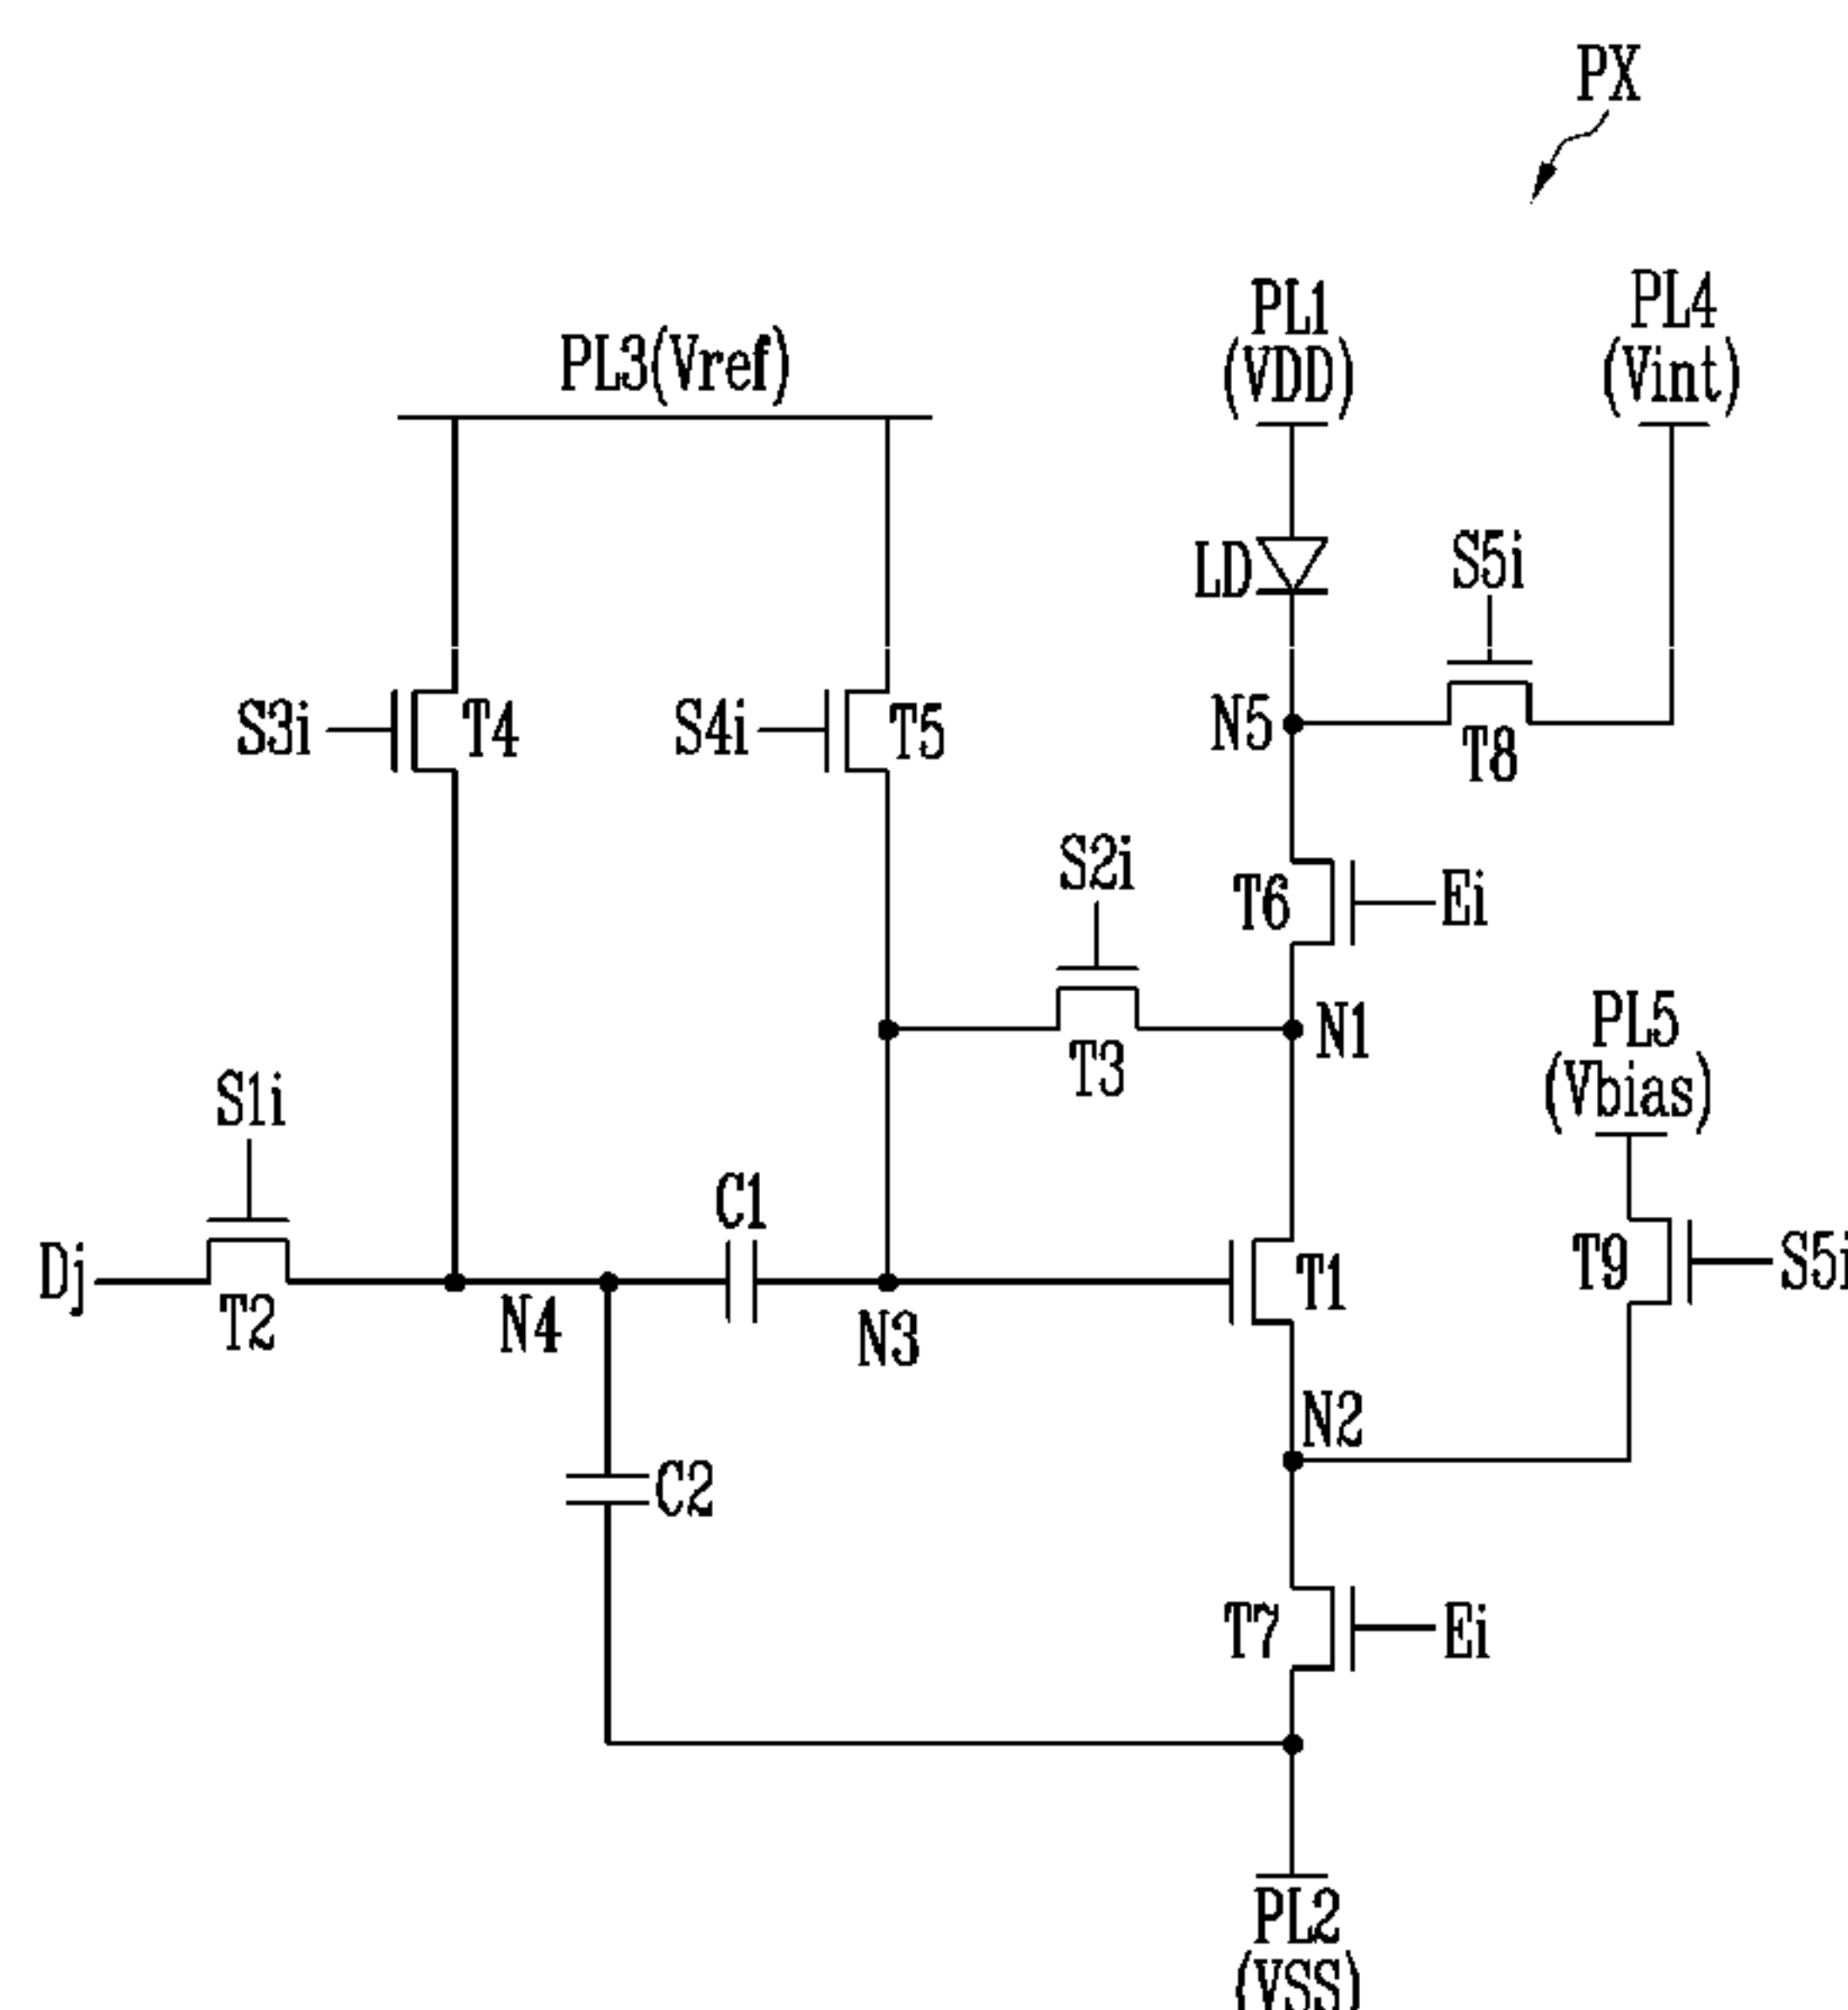 PX
PL1
(VDD)
PL4
(Vint)
PL3(Vref)
LD
S5i
N5
T8
S3i
T4
S4i
T5
S2i
T6
Ei
T3
N1
PL5
(Vbias)
S1i
C1
Dj
T2
N4
N3
T1
T9
S5i
N2
C2
T7
Ei
PL2
(VSS)